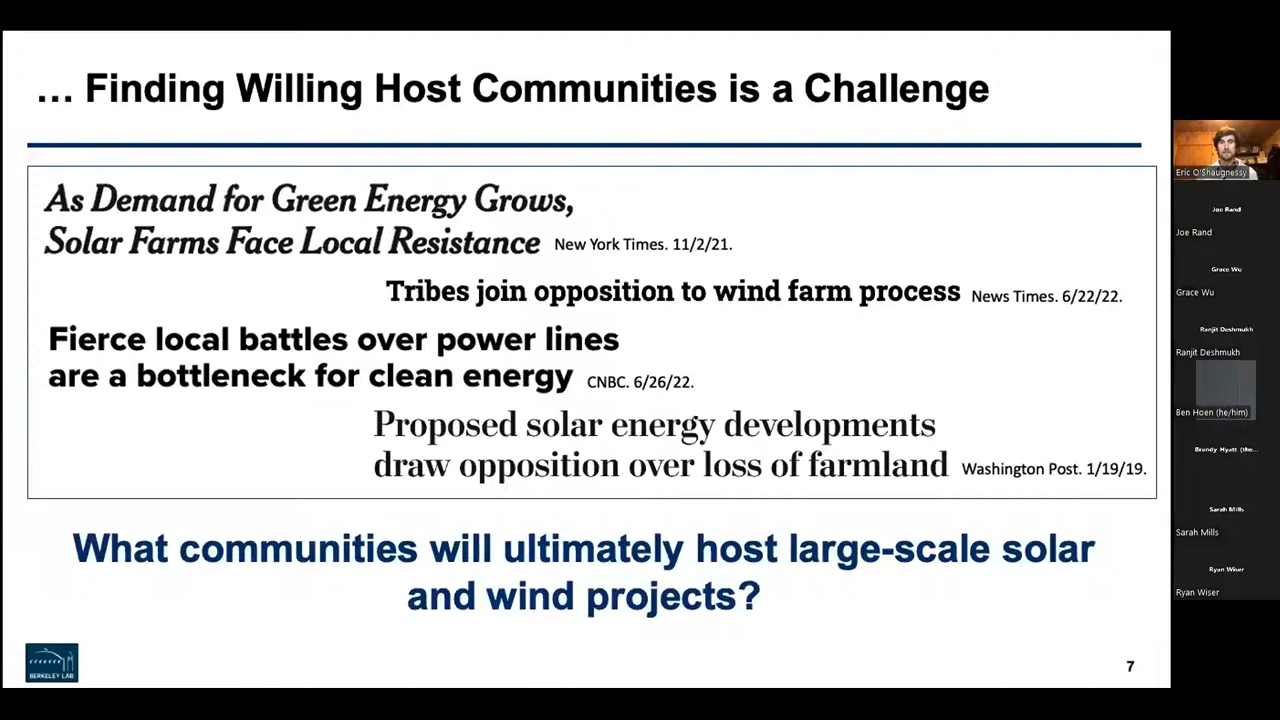 … Finding Willing Host Communities is a Challenge
As Demand for Green Energy Grows,
Solar Farms Face Local Resistance New York Times. 11/2/21.
Tribes join opposition to wind farm process News Times. 6/22/22.
Fierce local battles over power lines
are a bottleneck for clean energy CNBC. 6/26/22.
Proposed solar energy developments
draw opposition over loss of farmland Washington Post. 1/19/19.
What communities will ultimately host large-scale solar
and wind projects?
BERKELEY LAB
7
Eric O'Shaugnessy
Joe Rand
Joe Rand
Grace Wu
Grace Wu
Ranjit Deshmukh
Ranjit Deshmukh
Ben Hoen (he/him)
Brandy Hyatt (the...
Sarah Mills
Sarah Mills
Ryan Wiser
Ryan Wiser